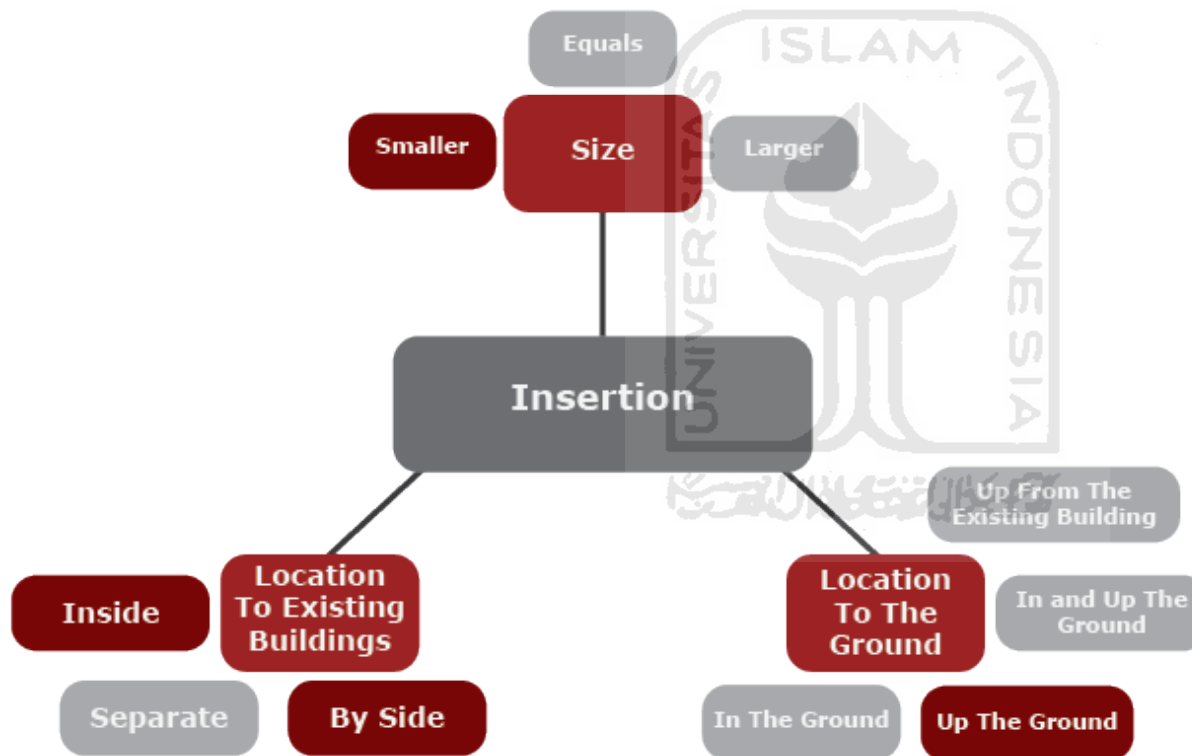 Equals
Smaller
Size
Larger
Insertion
Up From The
Existing Building
Location
To Existing
Buildings
Inside
Separate
By Side
Location
To The
Ground
In and Up The
Ground
In The Ground
Up The Ground
UNIVERSITAS
ISLAM
INDONESIA